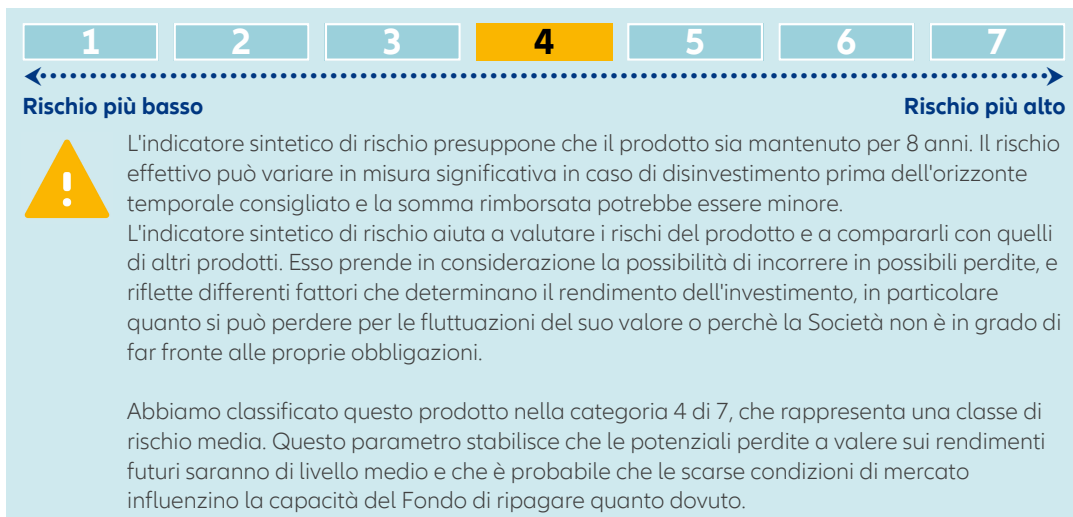 1 2 3 4 5 6 7
Rischio più basso Rischio più alto
L'indicatore sintetico di rischio presuppone che il prodotto sia mantenuto per 8 anni. Il rischio
effettivo può variare in misura significativa in caso di disinvestimento prima dell'orizzonte
temporale consigliato e la somma rimborsata potrebbe essere minore.
L'indicatore sintetico di rischio aiuta a valutare i rischi del prodotto e a compararli con quelli
di altri prodotti. Esso prende in considerazione la possibilità di incorrere in possibili perdite, e
riflette differenti fattori che determinano il rendimento dell'investimento, in particolare
quanto si può perdere per le fluttuazioni del suo valore o perchè la Società non è in grado di
far fronte alle proprie obbligazioni.
Abbiamo classificato questo prodotto nella categoria 4 di 7, che rappresenta una classe di
rischio media. Questo parametro stabilisce che le potenziali perdite a valere sui rendimenti
futuri saranno di livello medio e che è probabile che le scarse condizioni di mercato
influenzino la capacità del Fondo di ripagare quanto dovuto.